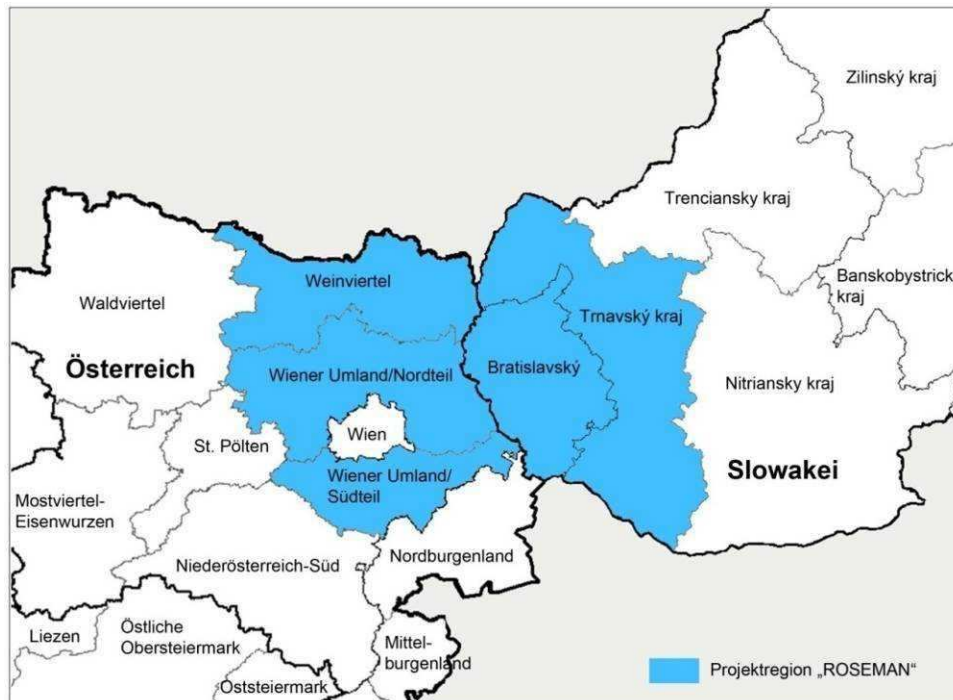 Zilinský kraj
Trenciansky kraj
Weinviertel
Banskobystrick
kraj
Waldviertel
Trnavský kraj
Österreich
Wiener Umland/Nordteil
Bratislavský
Nitriansky kraj
Wien
St. Pölten
Slowakei
Wiener Umland/
Südteil
Mostviertel-
Eisenwurzen
Nordburgenland
Niederösterreich-Süd
Liezen
Östliche
Obersteiermark
Mittel-
burgenland
Oststeiermark
Projektregion „ROSEMAN“